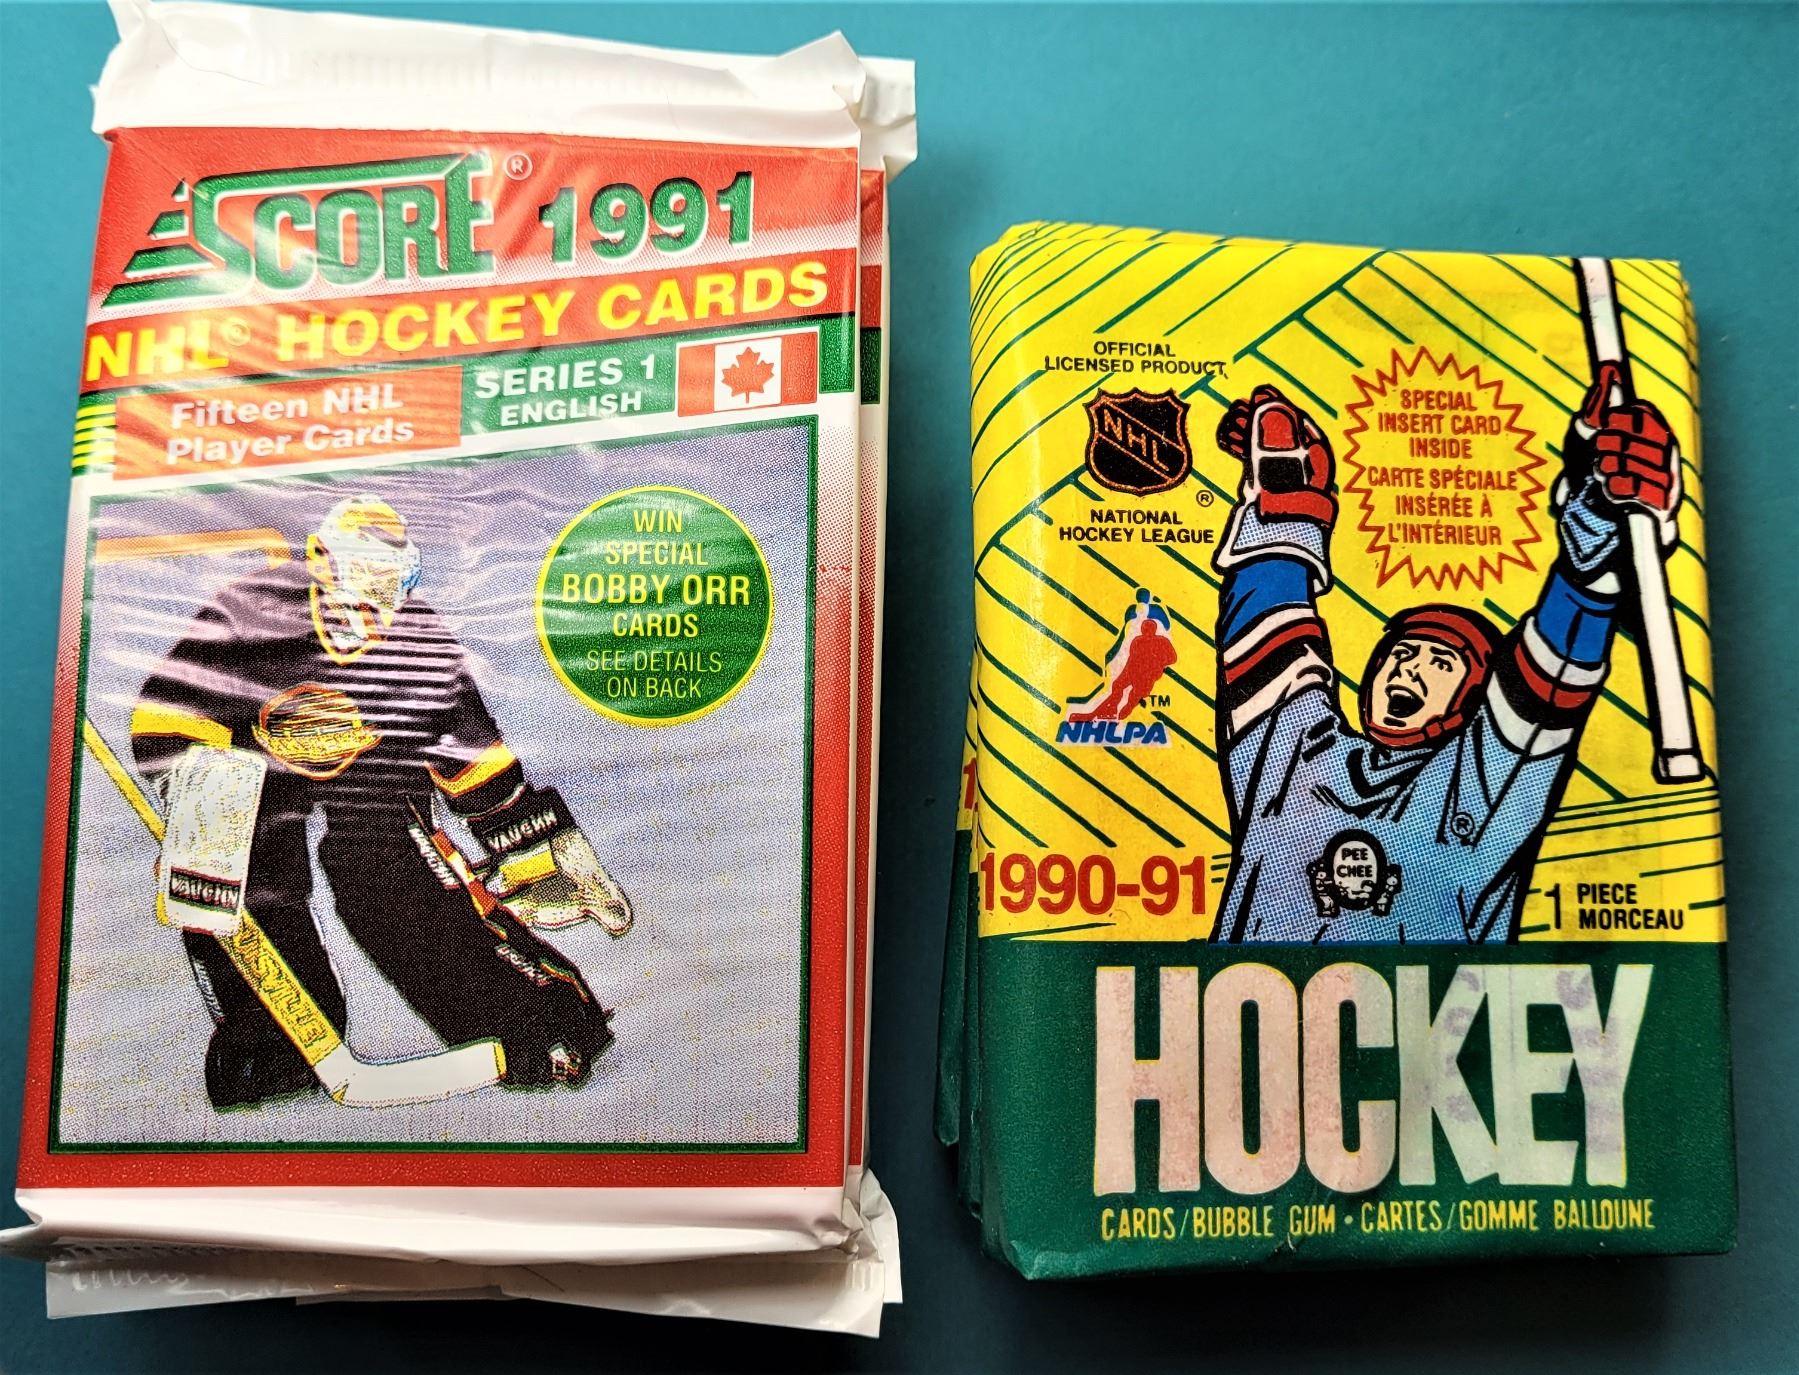 SCORE® 1991
NHL® HOCKEY CARDS
Fifteen NHL
Player Cards
SERIES 1
ENGLISH
WIN
SPECIAL
BOBBY ORR
CARDS
SEE DETAILS
ON BACK
VAUGHN
VAUGHN
OFFICIAL
LICENSED PRODUCT
NHL
®
NATIONAL
HOCKEY LEAGUE
SPECIAL
INSERT CARD
INSIDE
CARTE SPÉCIALE
INSÉRÉE À
L'INTÉRIEUR
TM
NHLPA
®
PEE
CHEE
1990-91
1 PIECE
MORCEAU
HOCKEY
CARDS/BUBBLE GUM • CARTES/GOMME BALLOUNE